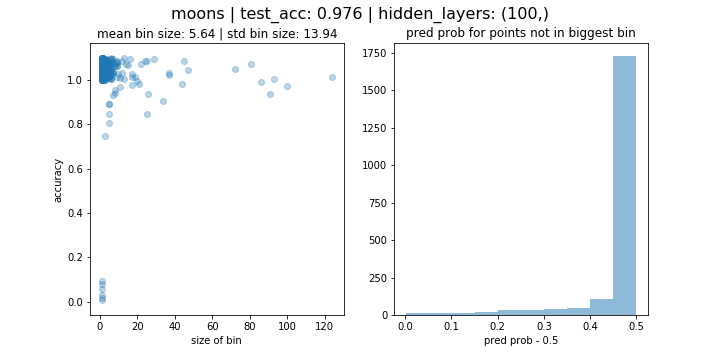 moons | test_acc: 0.976 | hidden_layers: (100,)
mean bin size: 5.64 | std bin size: 13.94
accuracy
1.0
0.8
0.6
0.4
0.2
0.0
0 20 40 60 80 100 120
size of bin
pred prob for points not in biggest bin
1750
1500
1250
1000
750
500
250
0
0.0 0.1 0.2 0.3 0.4 0.5
pred prob - 0.5